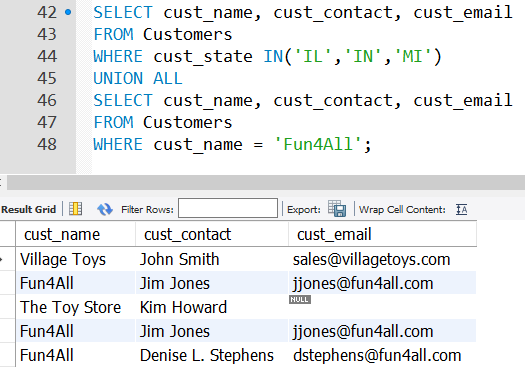 42 SELECT cust_name, cust_contact, cust_email
43 FROM Customers
44 WHERE cust_state IN('IL','IN','MI')
45 UNION ALL
46 SELECT cust_name, cust_contact, cust_email
47 FROM Customers
48 WHERE cust_name = 'Fun4All';
Result Grid Filter Rows: Export: Wrap Cell Content: IA
cust_name cust_contact cust_email
Village Toys John Smith sales@villagetoys.com
Fun4All Jim Jones jjones@fun4all.com
The Toy Store Kim Howard NULL
Fun4All Jim Jones jjones@fun4all.com
Fun4All Denise L. Stephens dstephens@fun4all.com